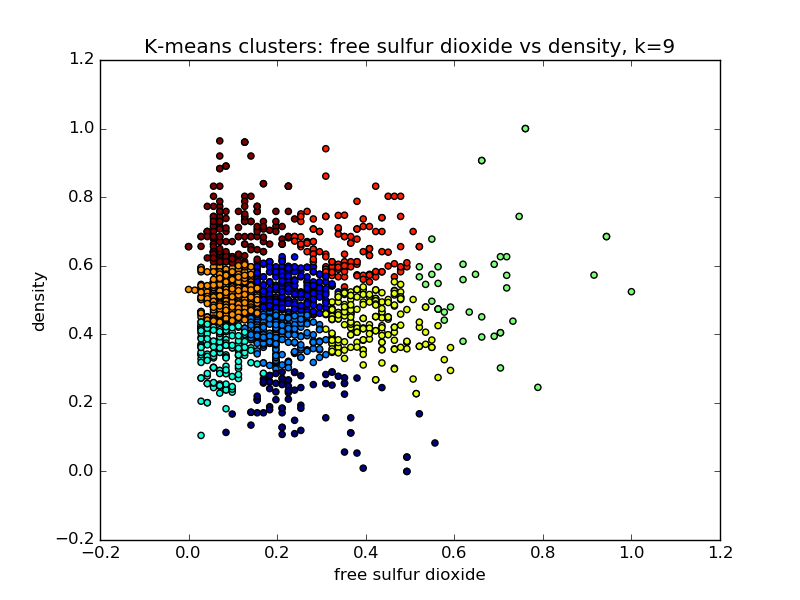 K-means clusters: free sulfur dioxide vs density, k=9
1.2
1.0
0.8
0.6
0.4
0.2
0.0
−0.2
density
−0.2 0.0 0.2 0.4 0.6 0.8 1.0 1.2
free sulfur dioxide